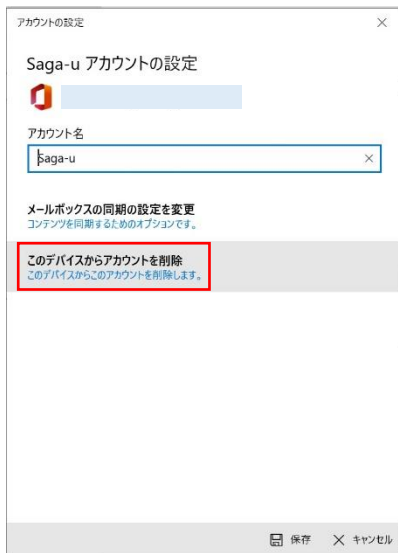 アカウントの設定
Saga-u アカウントの設定
アカウント名
Saga-u
メールボックスの同期の設定を変更
コンテンツを同期するためのオプションです。
このデバイスからアカウントを削除
このデバイスからこのアカウントを削除します。
保存 キャンセル